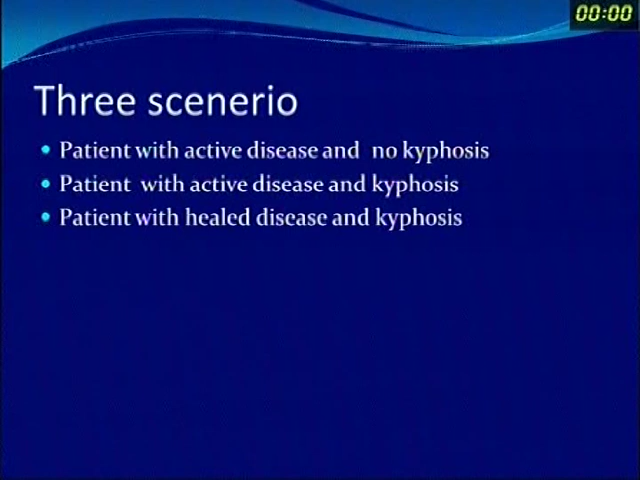 00:00
Three scenerio
• Patient with active disease and no kyphosis
• Patient with active disease and kyphosis
• Patient with healed disease and kyphosis